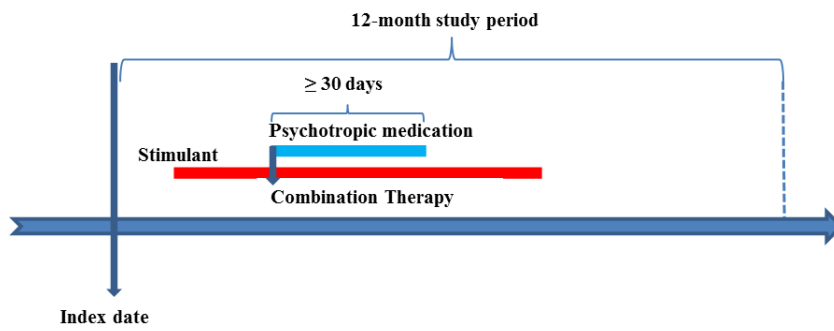 12-month study period
≥ 30 days
Psychotropic medication
Stimulant
Combination Therapy
Index date